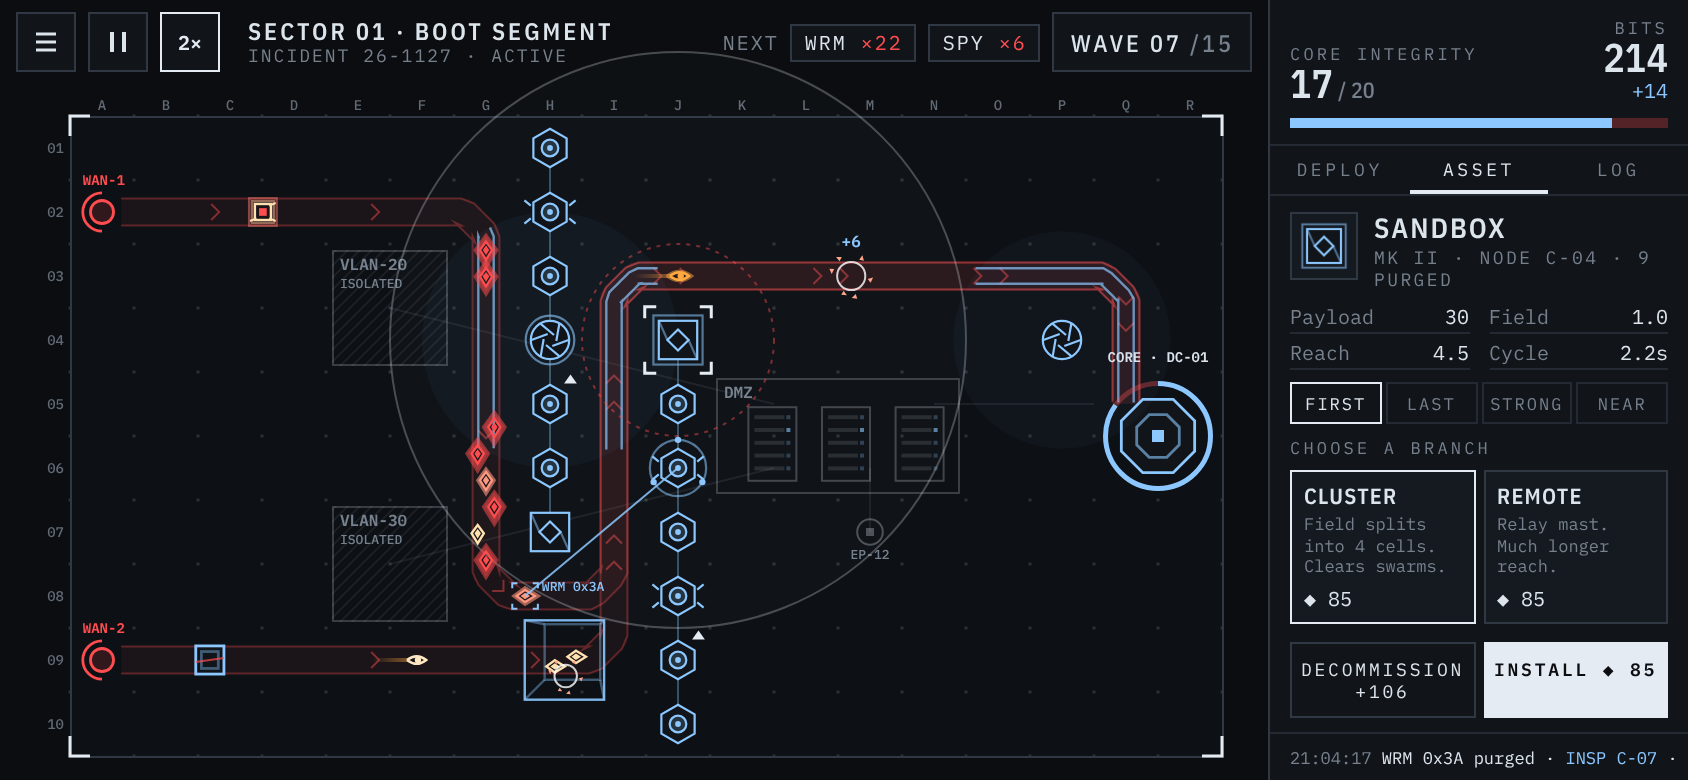 2×
SECTOR 01 · BOOT SEGMENT
INCIDENT 26-1127 · ACTIVE
NEXT
WRM ×22
SPY ×6
WAVE 07 /15
A B C D E F G H I J K L M N O P Q R
01
02
03
04
05
06
07
08
09
10
WAN-1
VLAN-20
ISOLATED
+6
CORE · DC-01
DMZ
VLAN-30
ISOLATED
EP-12
WRM 0x3A
WAN-2
CORE INTEGRITY
17 / 20
BITS
214
+14
DEPLOY
ASSET
LOG
SANDBOX
MK II · NODE C-04 · 9
PURGED
Payload 30
Field 1.0
Reach 4.5
Cycle 2.2s
FIRST
LAST
STRONG
NEAR
CHOOSE A BRANCH
CLUSTER
Field splits
into 4 cells.
Clears swarms.
◆ 85
REMOTE
Relay mast.
Much longer
reach.
◆ 85
DECOMMISSION
+106
INSTALL ◆ 85
21:04:17 WRM 0x3A purged · INSP C-07 ·